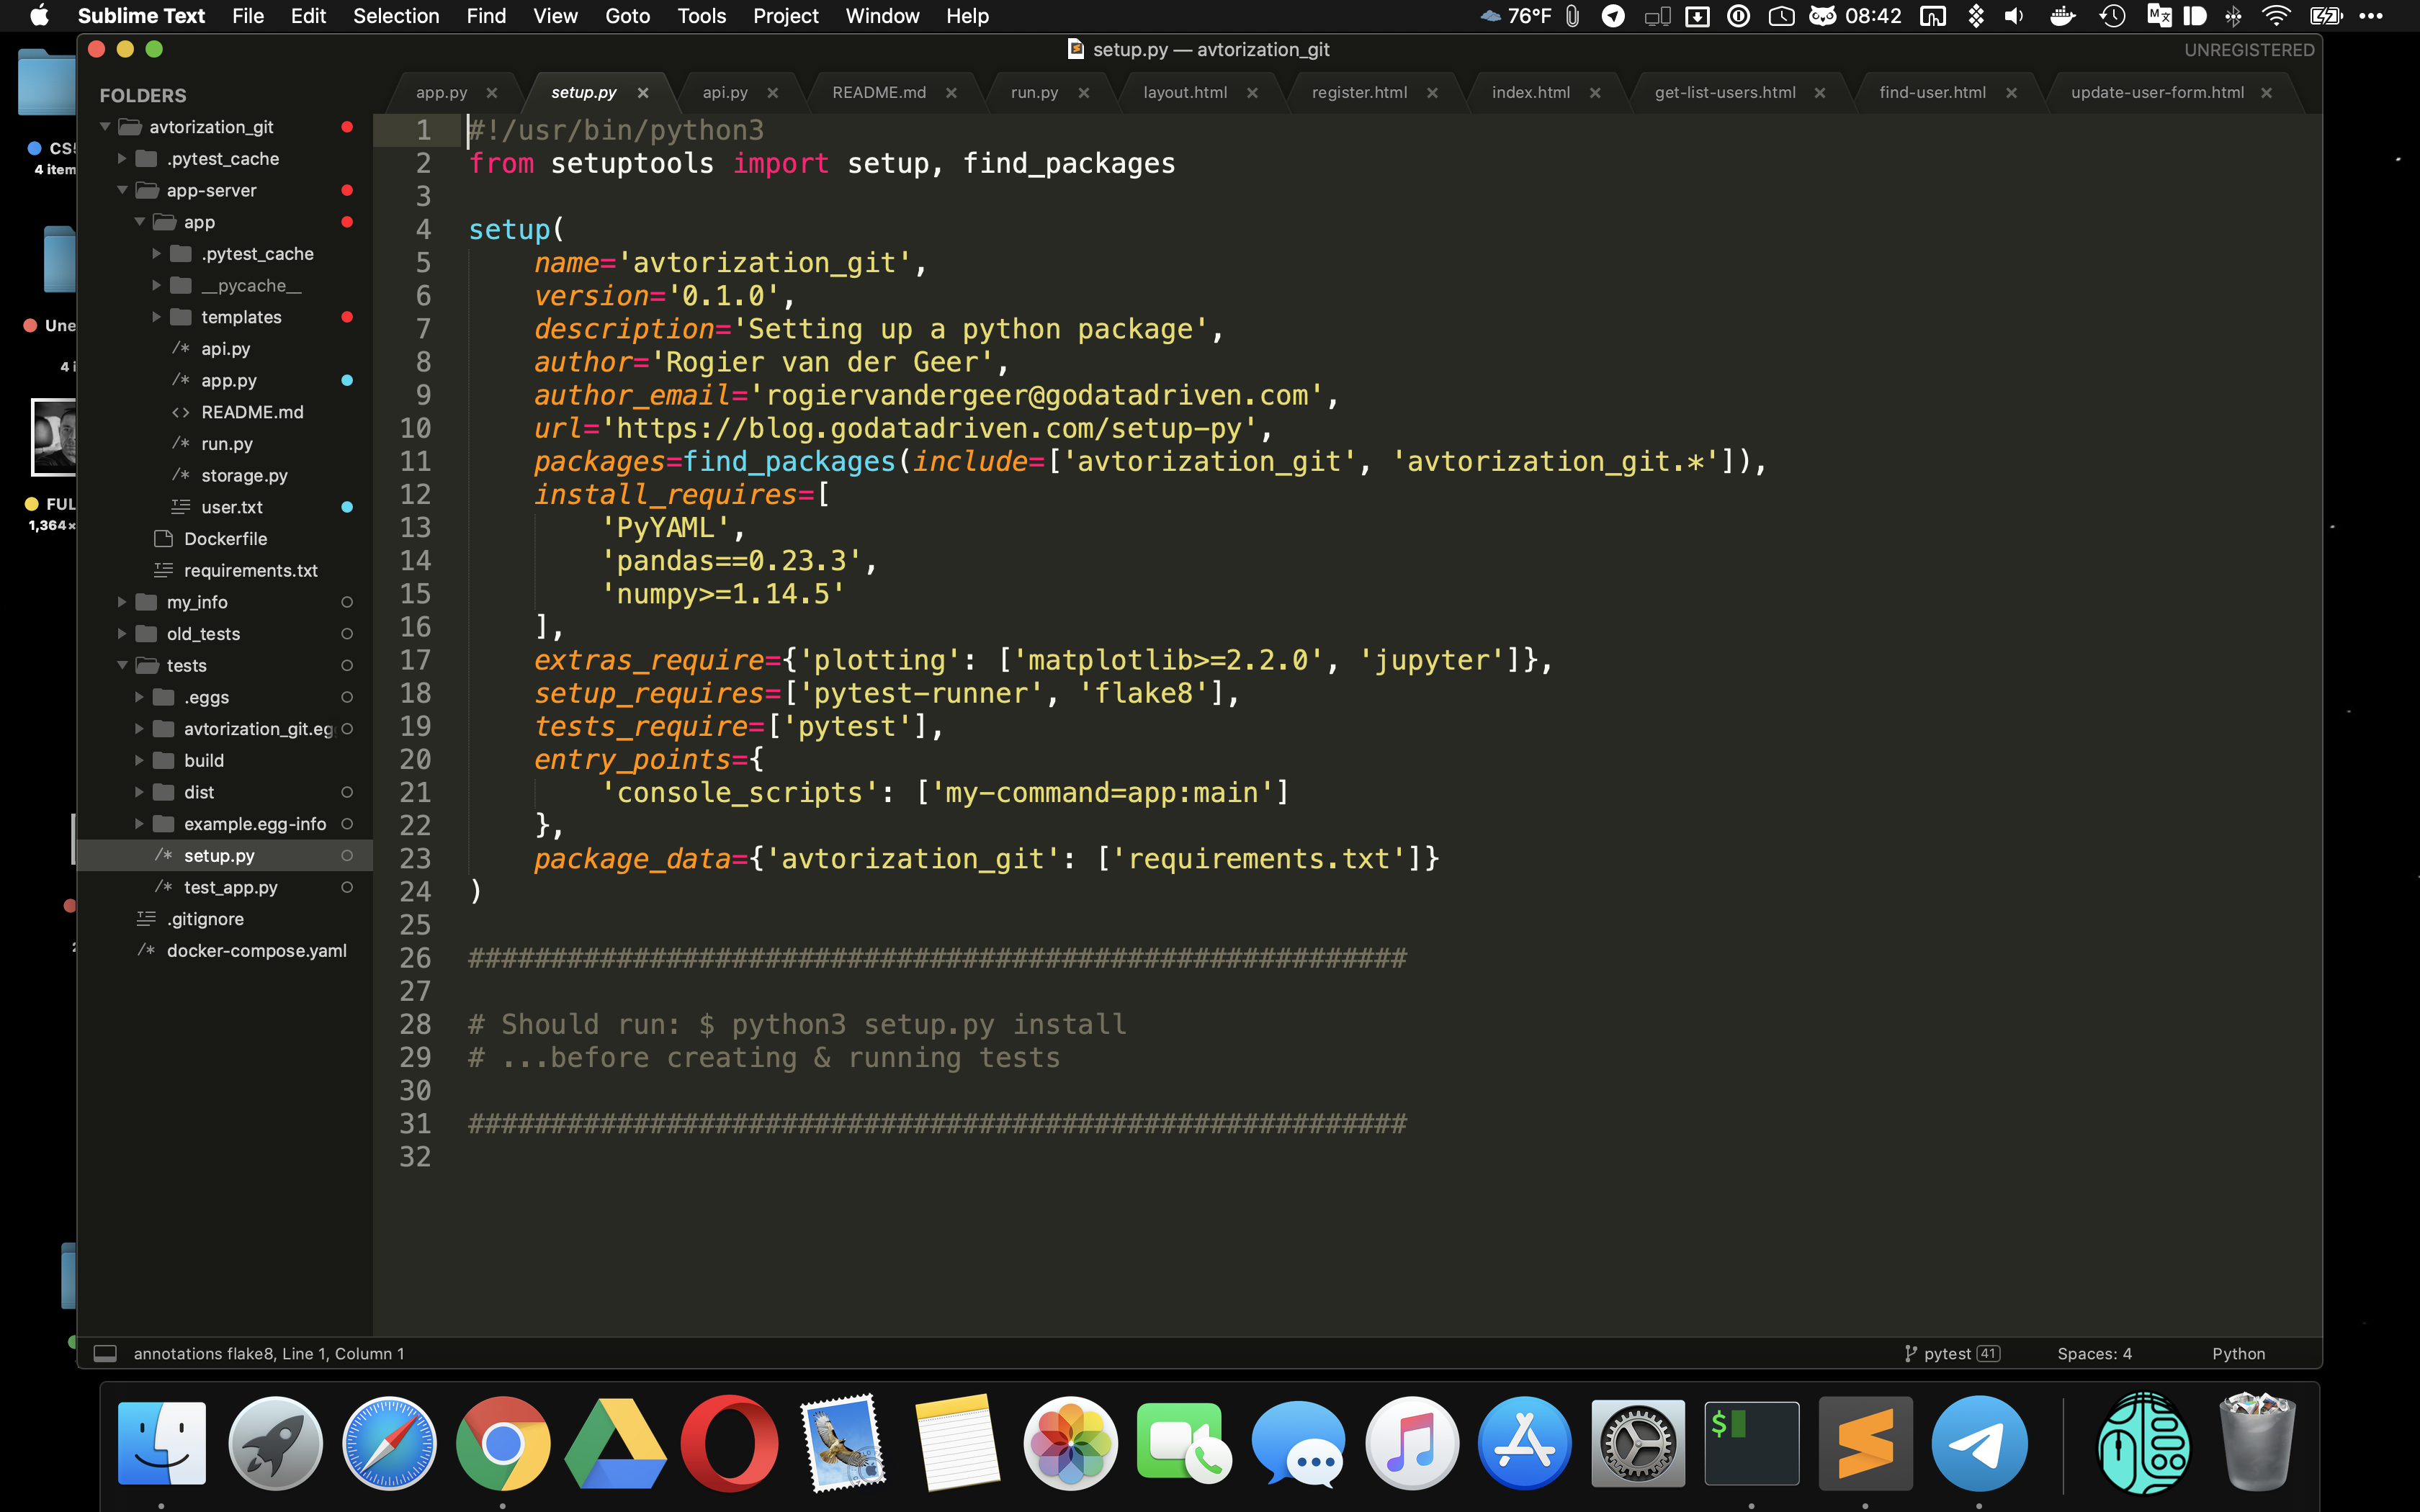 Sublime Text File Edit Selection Find View Goto Tools Project Window Help 76°F 08:42
setup.py — avtorization_git UNREGISTERED
app.py setup.py api.py README.md run.py layout.html register.html index.html get-list-users.html find-user.html update-user-form.html
FOLDERS
avtorization_git
.pytest_cache
app-server
app
.pytest_cache
__pycache__
templates
/* api.py
/* app.py
<> README.md
/* run.py
/* storage.py
user.txt
Dockerfile
requirements.txt
my_info
old_tests
tests
.eggs
avtorization_git.eg
build
dist
example.egg-info
/* setup.py
/* test_app.py
.gitignore
/* docker-compose.yaml
4 item
Une
4 i
FUL
1,364×
1 #!/usr/bin/python3
2 from setuptools import setup, find_packages
3
4 setup(
5 name='avtorization_git',
6 version='0.1.0',
7 description='Setting up a python package',
8 author='Rogier van der Geer',
9 author_email='rogiervandergeer@godatadriven.com',
10 url='https://blog.godatadriven.com/setup-py',
11 packages=find_packages(include=['avtorization_git', 'avtorization_git.*']),
12 install_requires=[
13 'PyYAML',
14 'pandas==0.23.3',
15 'numpy>=1.14.5'
16 ],
17 extras_require={'plotting': ['matplotlib>=2.2.0', 'jupyter']},
18 setup_requires=['pytest-runner', 'flake8'],
19 tests_require=['pytest'],
20 entry_points={
21 'console_scripts': ['my-command=app:main']
22 },
23 package_data={'avtorization_git': ['requirements.txt']}
24 )
25
26 #########################################################
27
28 # Should run: $ python3 setup.py install
29 # ...before creating & running tests
30
31 #########################################################
32
annotations flake8, Line 1, Column 1 pytest 41 Spaces: 4 Python